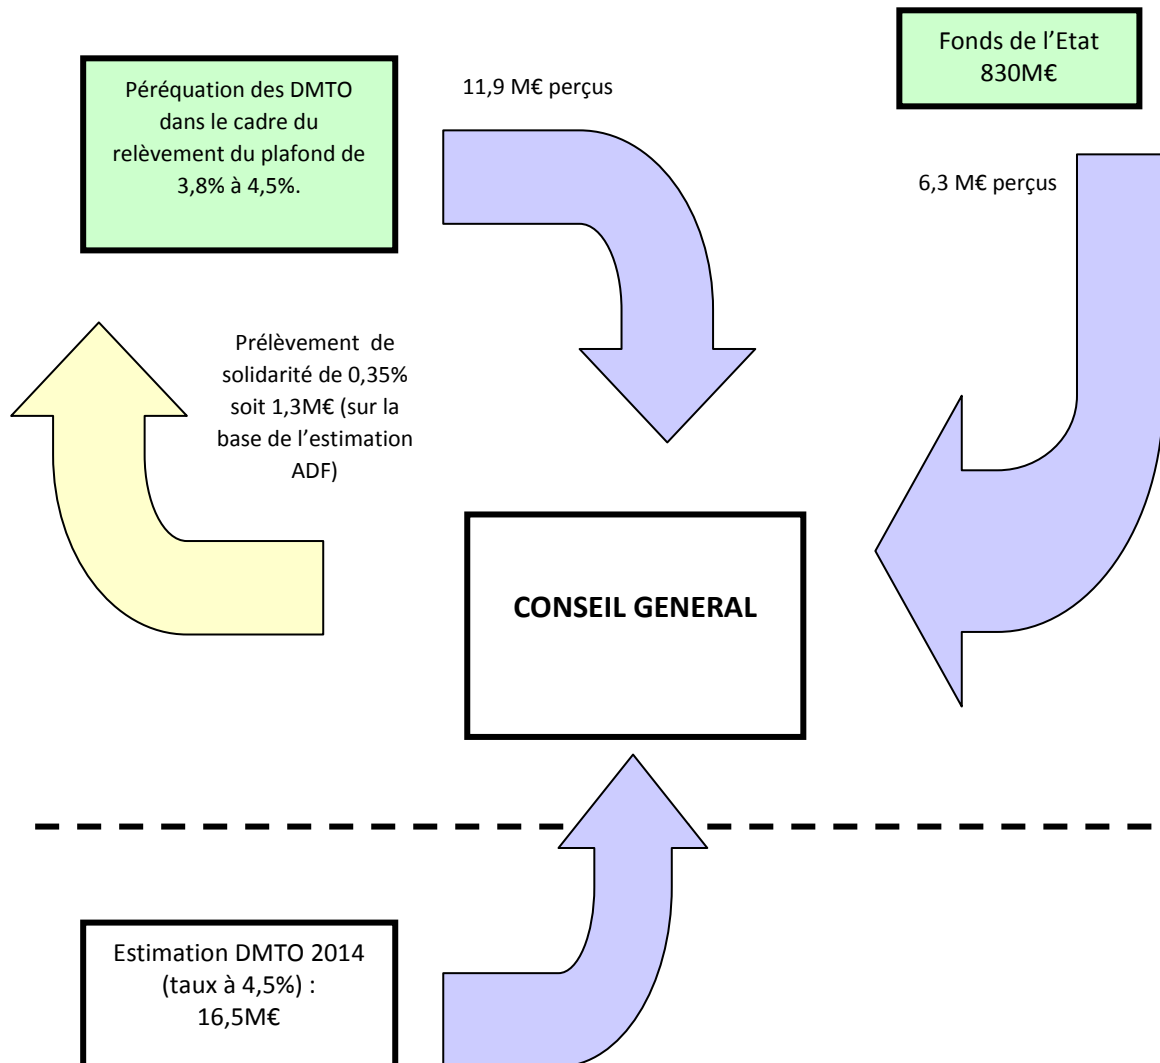 Péréquation des DMTO
dans le cadre du
relèvement du plafond de
3,8% à 4,5%.
11,9 M€ perçus
Fonds de l’Etat
830M€
6,3 M€ perçus
Prélèvement de
solidarité de 0,35%
soit 1,3M€ (sur la
base de l’estimation
ADF)
CONSEIL GENERAL
Estimation DMTO 2014
(taux à 4,5%) :
16,5M€